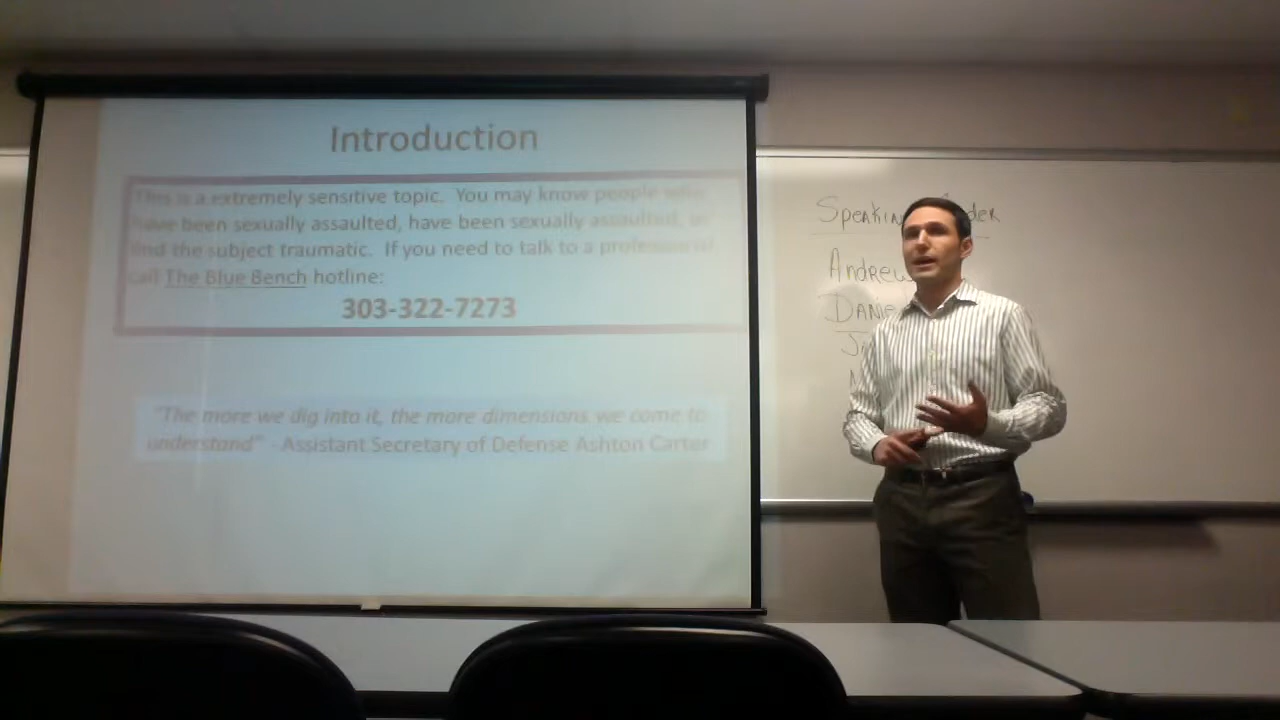 Introduction
This is a extremely sensitive topic. You may know people who
have been sexually assaulted, have been sexually assaulted, or
find the subject traumatic. If you need to talk to a professional
call The Blue Bench hotline:
303-322-7273
"The more we dig into it, the more dimensions we come to
understand" - Assistant Secretary of Defense Ashton Carter
Andrew